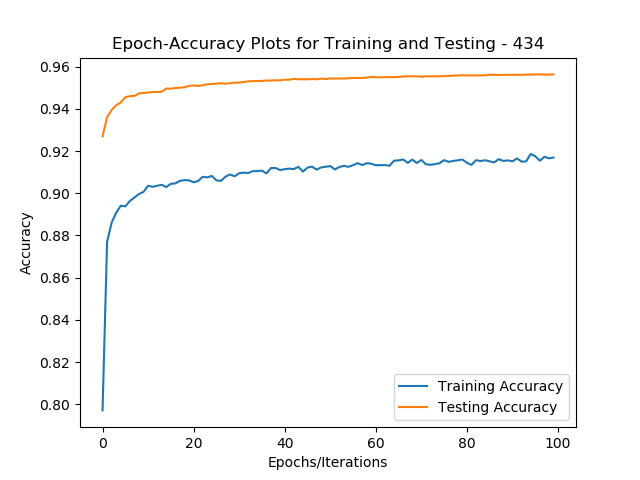 Epoch-Accuracy Plots for Training and Testing - 434
0.96
0.94
0.92
0.90
0.88
0.86
0.84
0.82
0.80
Accuracy
0 20 40 60 80 100
Epochs/Iterations
Training Accuracy
Testing Accuracy